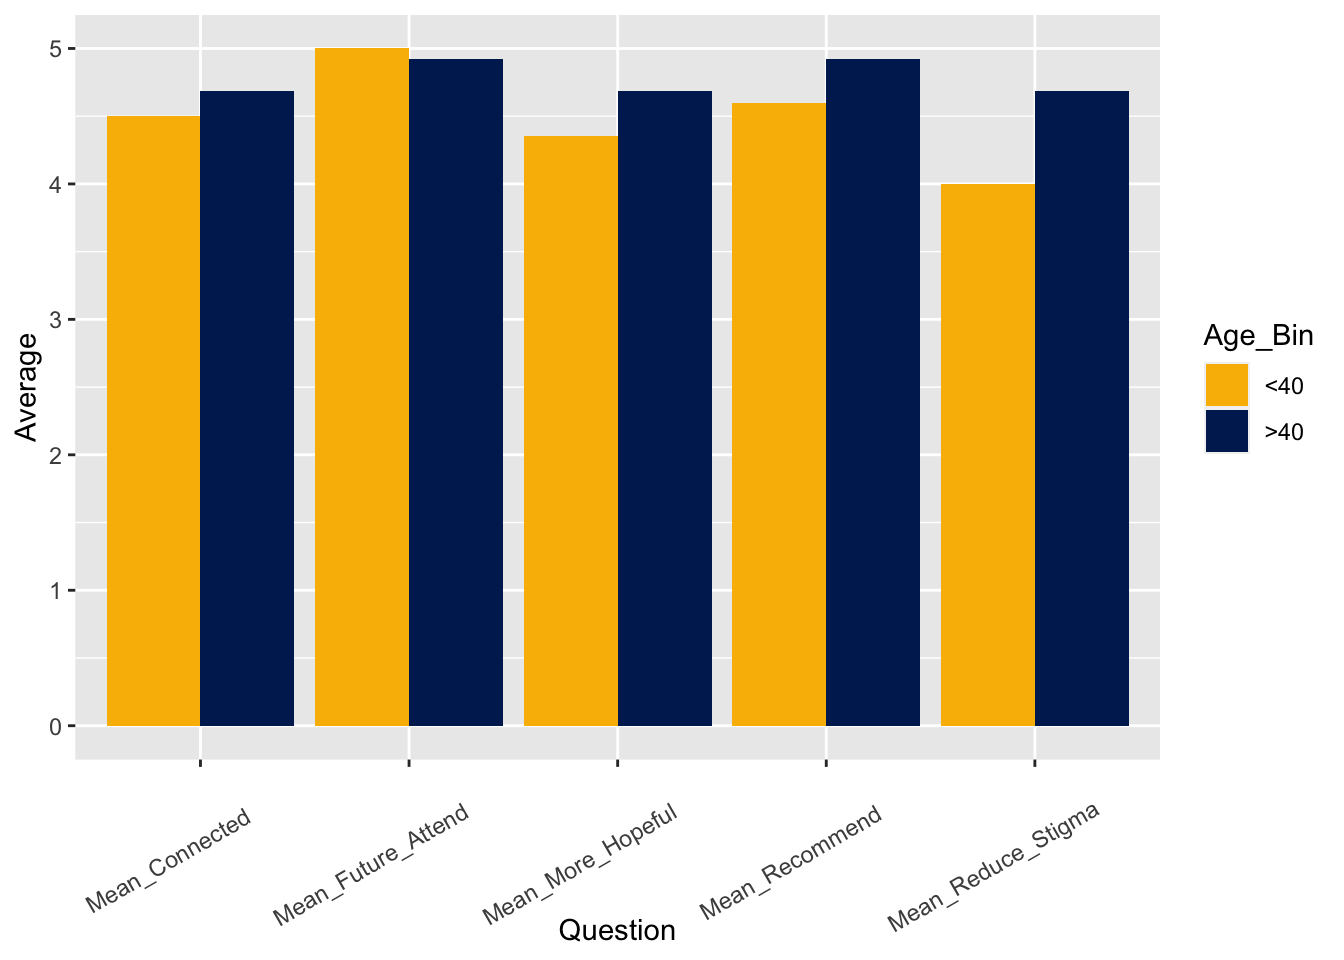 5
4
3
2
1
0
Average
Mean_Connected
Mean_Future_Attend
Mean_More_Hopeful
Mean_Recommend
Mean_Reduce_Stigma
Question
Age_Bin
<40
>40